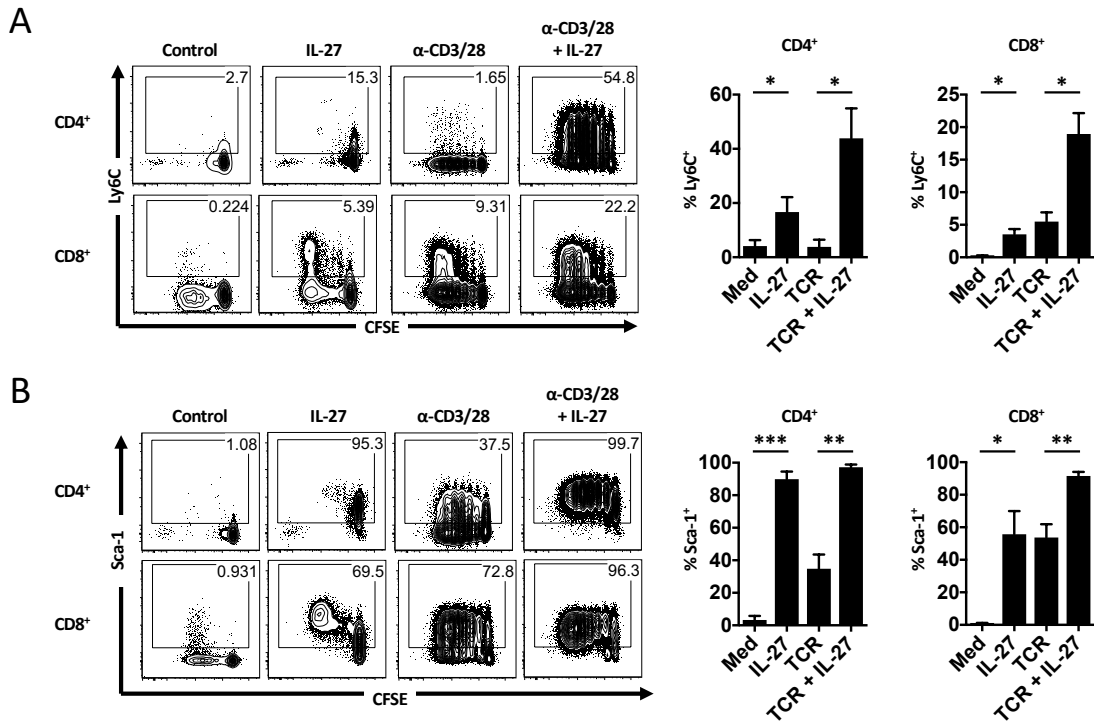 A
Control
IL-27
α-CD3/28
α-CD3/28
+ IL-27
CD4⁺
CD8⁺
Ly6C
2.7
15.3
1.65
54.8
0.224
5.39
9.31
22.2
CFSE
CD4⁺
% Ly6C⁺
60
40
20
0
* *
Med
IL-27
TCR
TCR + IL-27
CD8⁺
% Ly6C⁺
25
20
15
10
5
0
* *
Med
IL-27
TCR
TCR + IL-27
B
Control
IL-27
α-CD3/28
α-CD3/28
+ IL-27
CD4⁺
CD8⁺
Sca-1
1.08
95.3
37.5
99.7
0.931
69.5
72.8
96.3
CFSE
CD4⁺
% Sca-1⁺
100
80
60
40
20
0
*** **
Med
IL-27
TCR
TCR + IL-27
CD8⁺
% Sca-1⁺
100
80
60
40
20
0
* **
Med
IL-27
TCR
TCR + IL-27